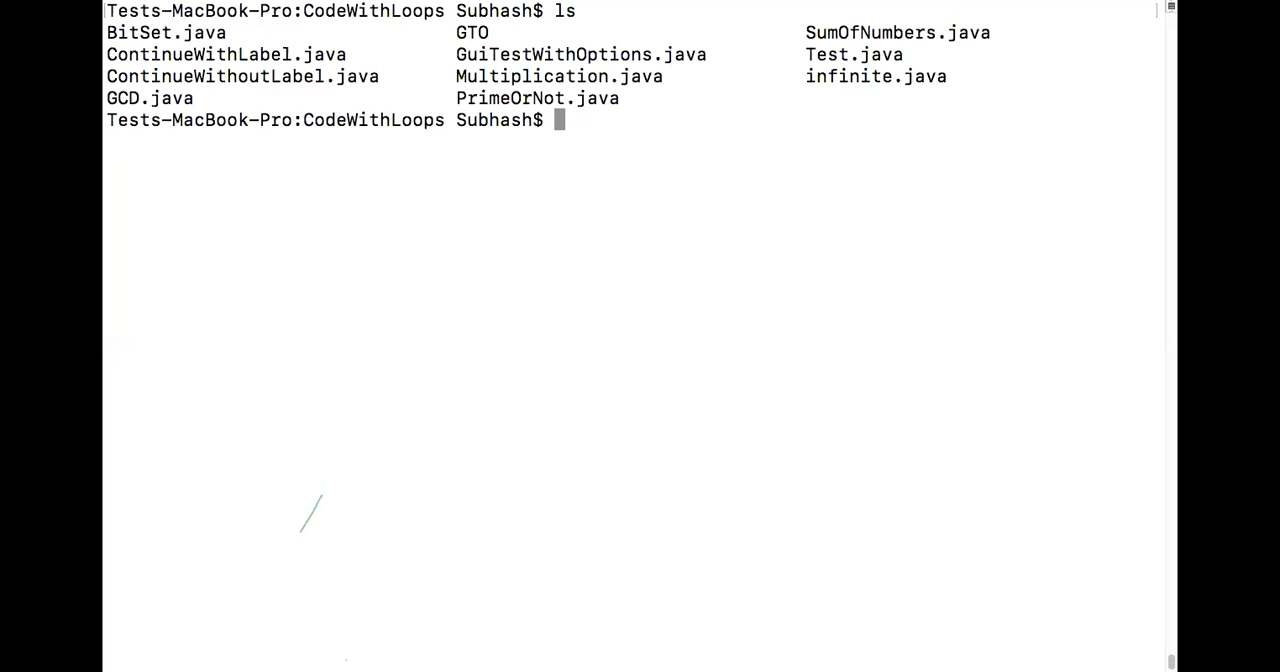 Tests-MacBook-Pro:CodeWithLoops Subhash$ ls
BitSet.java GTO SumOfNumbers.java
ContinueWithLabel.java GuiTestWithOptions.java Test.java
ContinueWithoutLabel.java Multiplication.java infinite.java
GCD.java PrimeOrNot.java
Tests-MacBook-Pro:CodeWithLoops Subhash$